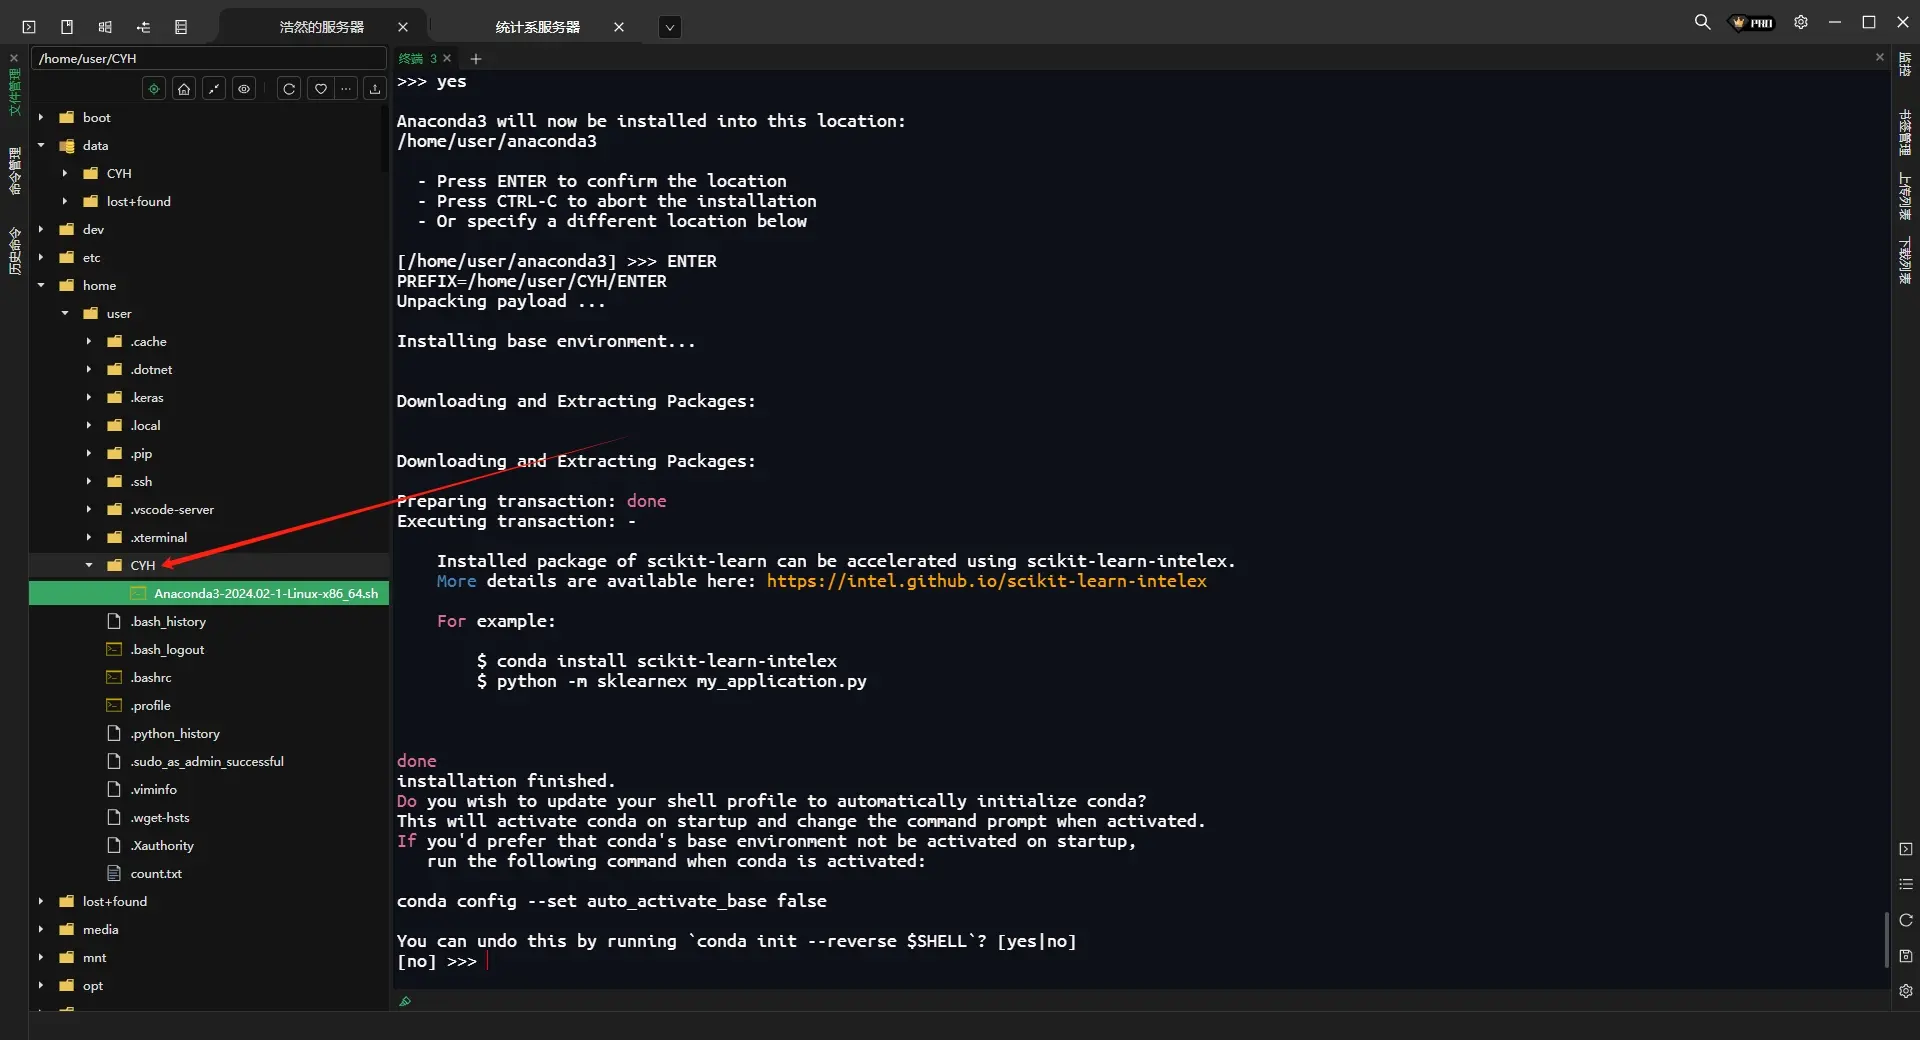 浩然的服务器
统计系服务器
PRO
/home/user/CYH
文件管理
命令管理
历史命令
boot
data
CYH
lost+found
dev
etc
home
user
.cache
.dotnet
.keras
.local
.pip
.ssh
.vscode-server
.xterminal
CYH
Anaconda3-2024.02-1-Linux-x86_64.sh
.bash_history
.bash_logout
.bashrc
.profile
.python_history
.sudo_as_admin_successful
.viminfo
.wget-hsts
.Xauthority
count.txt
lost+found
media
mnt
opt
终端 3
>>> yes
Anaconda3 will now be installed into this location:
/home/user/anaconda3
- Press ENTER to confirm the location
- Press CTRL-C to abort the installation
- Or specify a different location below
[/home/user/anaconda3] >>> ENTER
PREFIX=/home/user/CYH/ENTER
Unpacking payload ...
Installing base environment...
Downloading and Extracting Packages:
Downloading and Extracting Packages:
Preparing transaction: done
Executing transaction: -
Installed package of scikit-learn can be accelerated using scikit-learn-intelex.
More details are available here: https://intel.github.io/scikit-learn-intelex
For example:
$ conda install scikit-learn-intelex
$ python -m sklearnex my_application.py
done
installation finished.
Do you wish to update your shell profile to automatically initialize conda?
This will activate conda on startup and change the command prompt when activated.
If you'd prefer that conda's base environment not be activated on startup,
run the following command when conda is activated:
conda config --set auto_activate_base false
You can undo this by running `conda init --reverse $SHELL`? [yes|no]
[no] >>>
监控
书签管理
上传列表
下载列表